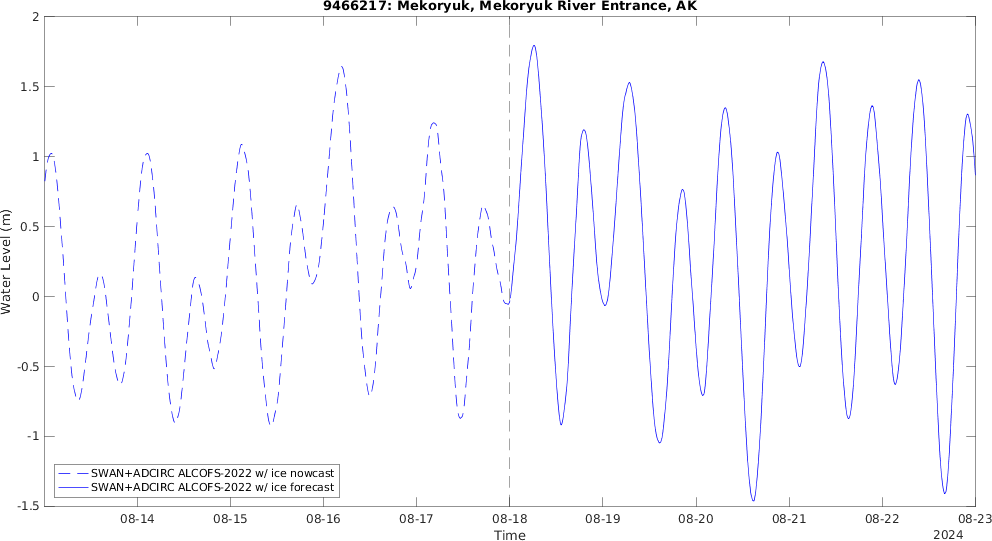 9466217: Mekoryuk, Mekoryuk River Entrance, AK
2
1.5
1
0.5
0
-0.5
-1
-1.5
Water Level (m)
SWAN+ADCIRC ALCOFS-2022 w/ ice nowcast
SWAN+ADCIRC ALCOFS-2022 w/ ice forecast
08-14 08-15 08-16 08-17 08-18 08-19 08-20 08-21 08-22 08-23
Time
2024